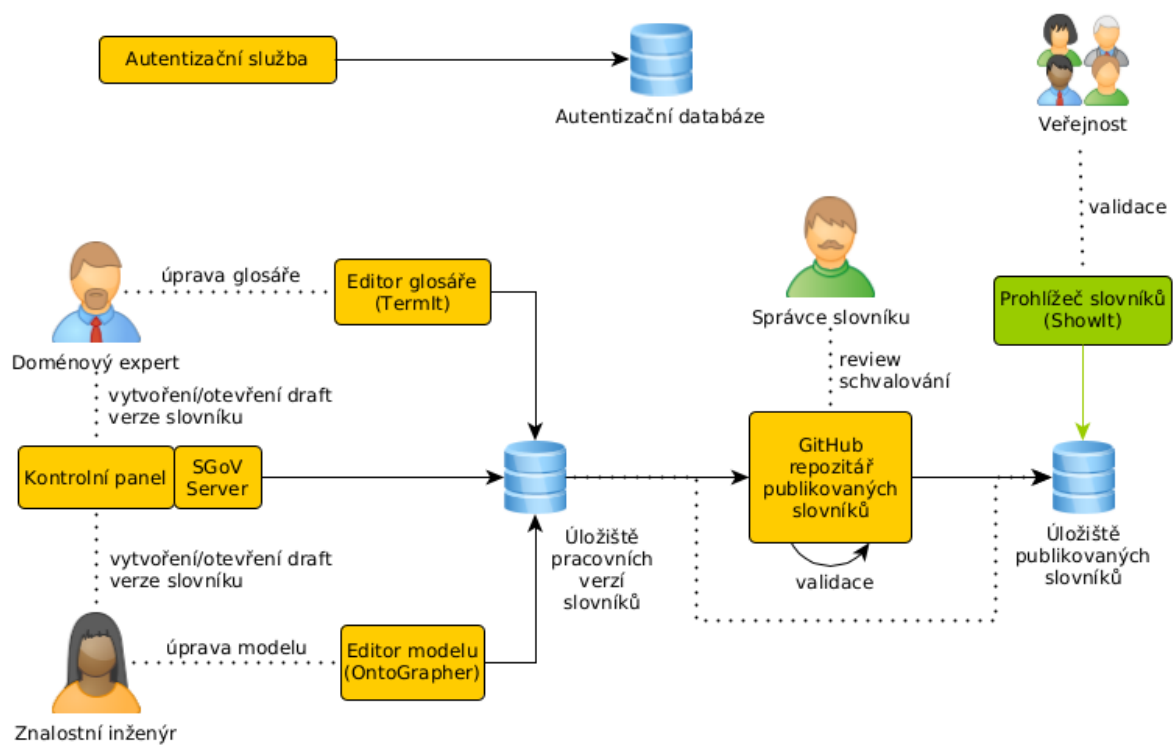 Autentizační služba
Autentizační databáze
Veřejnost
validace
úprava glosáře
Editor glosáře
(TermIt)
Doménový expert
Správce slovníku
Prohlížeč slovníků
(ShowIt)
review
schvalování
vytvoření/otevření draft
verze slovníku
Kontrolní panel
SGoV
Server
GitHub
repozitář
publikovaných
slovníků
validace
Úložiště
pracovních
verzí
slovníků
Úložiště
publikovaných
slovníků
vytvoření/otevření draft
verze slovníku
úprava modelu
Editor modelu
(OntoGrapher)
Znalostní inženýr